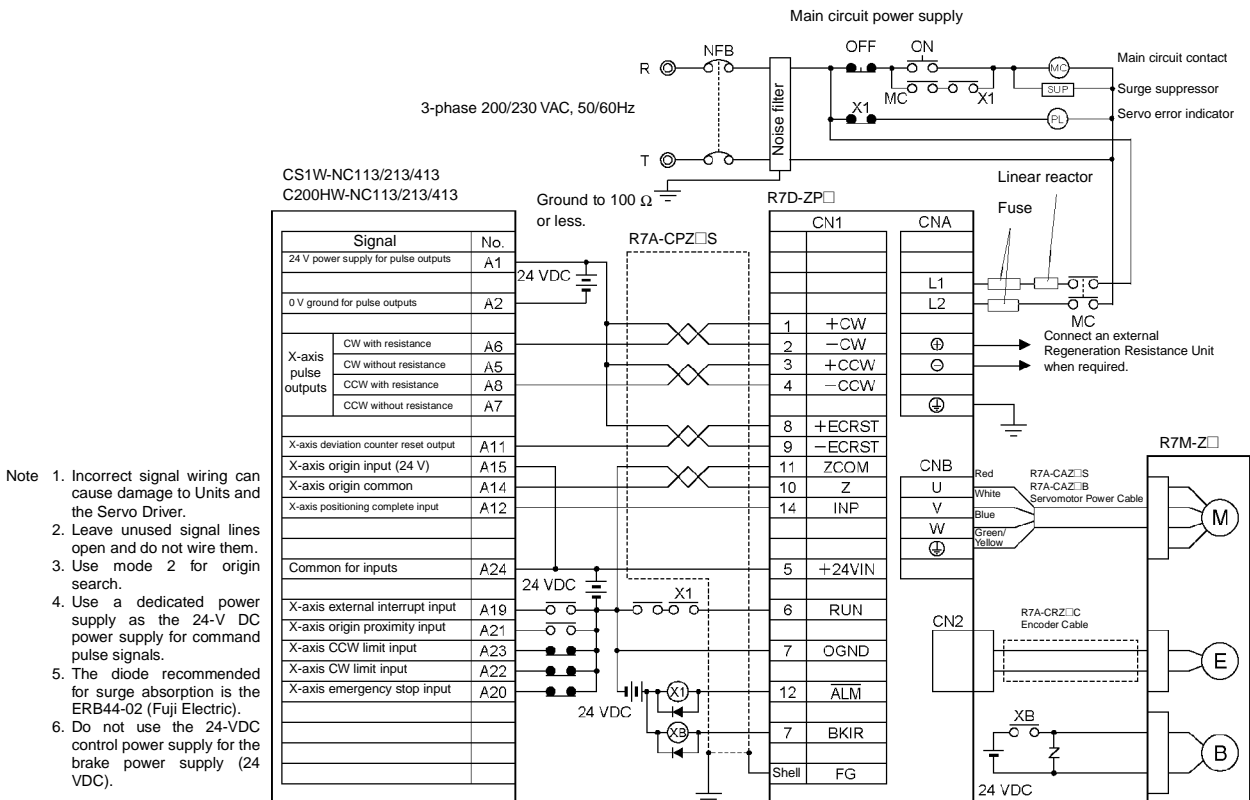 Main circuit power supply
NFB
OFF
ON
R
MC
Main circuit contact
SUP
Surge suppressor
MC
X1
3-phase 200/230 VAC, 50/60Hz
Noise filter
X1
PL
Servo error indicator
T
CS1W-NC113/213/413
C200HW-NC113/213/413
Ground to 100 Ω
or less.
R7D-ZP□
Linear reactor
Fuse
R7A-CPZ□S
CN1
CNA
Signal
No.
24 V power supply for pulse outputs
A1
24 VDC
L1
0 V ground for pulse outputs
A2
L2
MC
1
+CW
X-axis
pulse
outputs
CW with resistance
A6
2
−CW
⊕
Connect an external
Regeneration Resistance Unit
when required.
CW without resistance
A5
3
+CCW
⊖
CCW with resistance
A8
4
−CCW
CCW without resistance
A7
8
+ECRST
X-axis deviation counter reset output
A11
9
−ECRST
X-axis origin input (24 V)
A15
11
ZCOM
CNB
X-axis origin common
A14
10
Z
U
X-axis positioning complete input
A12
14
INP
V
W
Red
White
Blue
Green/
Yellow
R7A-CAZ□S
R7A-CAZ□B
Servomotor Power Cable
R7M-Z□
M
Common for inputs
A24
24 VDC
5
+24VIN
X-axis external interrupt input
A19
X1
6
RUN
X-axis origin proximity input
A21
CN2
R7A-CRZ□C
Encoder Cable
E
X-axis CCW limit input
A23
7
OGND
X-axis CW limit input
A22
X-axis emergency stop input
A20
24 VDC
X1
12
ALM
XB
7
BKIR
Shell
FG
XB
24 VDC
B
Note 1. Incorrect signal wiring can
cause damage to Units and
the Servo Driver.
2. Leave unused signal lines
open and do not wire them.
3. Use mode 2 for origin
search.
4. Use a dedicated power
supply as the 24-V DC
power supply for command
pulse signals.
5. The diode recommended
for surge absorption is the
ERB44-02 (Fuji Electric).
6. Do not use the 24-VDC
control power supply for the
brake power supply (24
VDC).